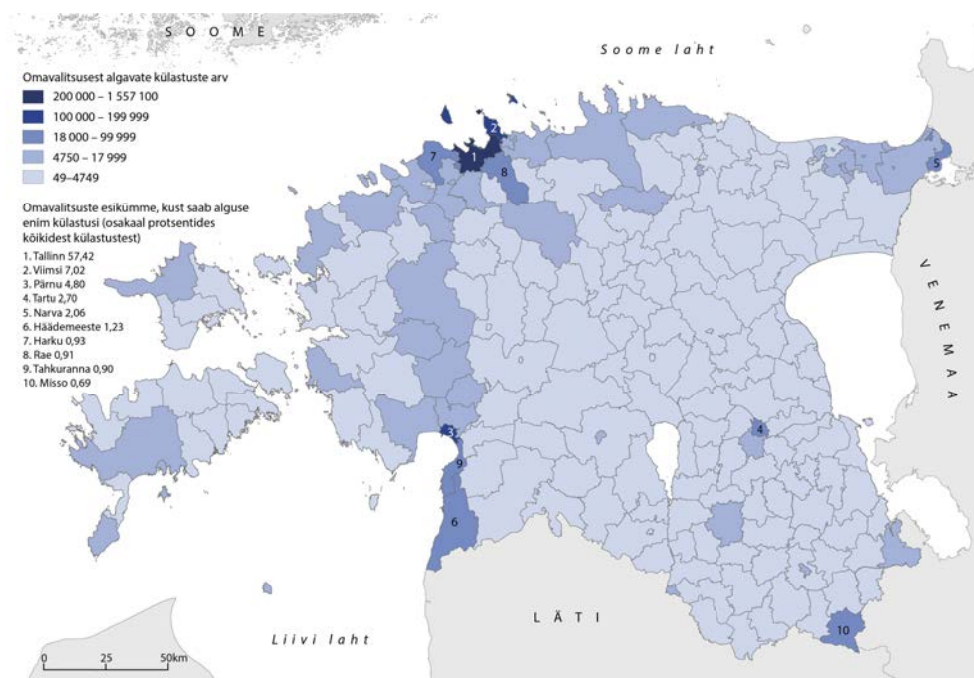 SOOME
Soome laht
Omavalitsusest algavate külastuste arv
200 000 – 1 557 100
100 000 – 199 999
18 000 – 99 999
4750 – 17 999
49–4749
Omavalitsuste esikümme, kust saab alguse
enim külastusi (osakaal protsentides
kõikidest külastustest)
1. Tallinn 57,42
2. Viimsi 7,02
3. Pärnu 4,80
4. Tartu 2,70
5. Narva 2,06
6. Häädemeeste 1,23
7. Harku 0,93
8. Rae 0,91
9. Tahkuranna 0,90
10. Misso 0,69
2
7
1
8
5
VENEMAA
3
4
9
6
10
LÄTI
Liivi laht
0 25 50km